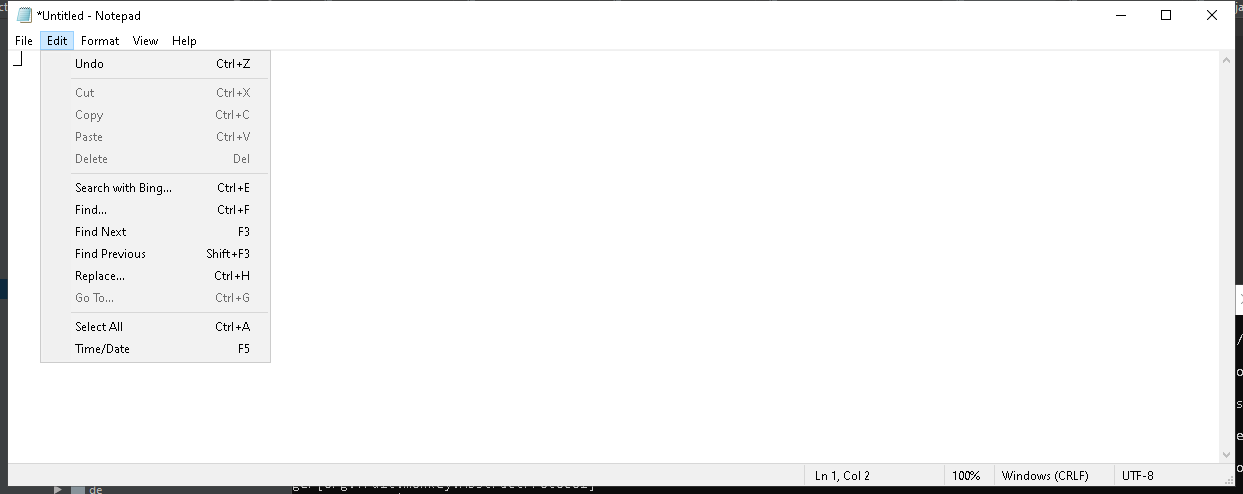 *Untitled - Notepad
File Edit Format View Help
Undo Ctrl+Z
Cut Ctrl+X
Copy Ctrl+C
Paste Ctrl+V
Delete Del
Search with Bing... Ctrl+E
Find... Ctrl+F
Find Next F3
Find Previous Shift+F3
Replace... Ctrl+H
Go To... Ctrl+G
Select All Ctrl+A
Time/Date F5
Ln 1, Col 2 100% Windows (CRLF) UTF-8
de